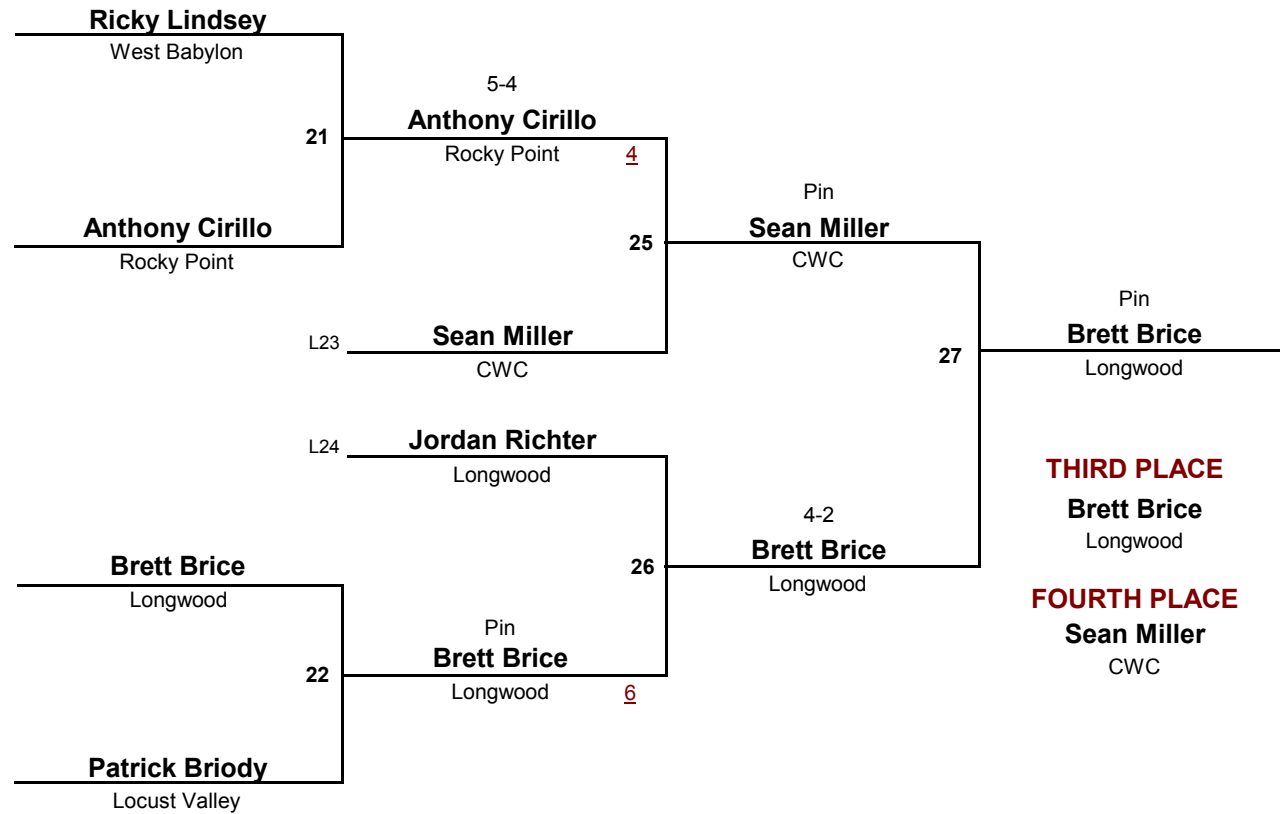 Ricky Lindsey
West Babylon
21
5-4
Anthony Cirillo
Rocky Point
4
Anthony Cirillo
Rocky Point
25
Pin
Sean Miller
CWC
L23
Sean Miller
CWC
27
Pin
Brett Brice
Longwood
L24
Jordan Richter
Longwood
26
4-2
Brett Brice
Longwood
Brett Brice
Longwood
22
Pin
Brett Brice
Longwood
6
Patrick Briody
Locust Valley
THIRD PLACE
Brett Brice
Longwood
FOURTH PLACE
Sean Miller
CWC